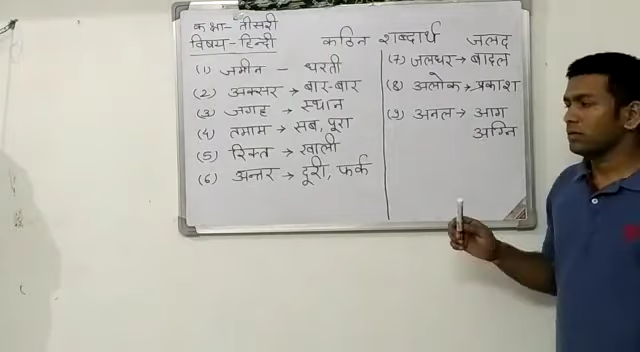 कक्षा- तीसरी
विषय- हिन्दी
कठिन शब्दार्थ
(1) जमीन - धरती
(2) अक्सर → बार-बार
(3) जगह → स्थान
(4) तमाम → सब, पूरा
(5) रिक्त → खाली
(6) अन्तर → दूरी, फर्क
जलद
(7) जलधर → बादल
(8) अलोक → प्रकाश
(9) अनल → आग
अग्नि